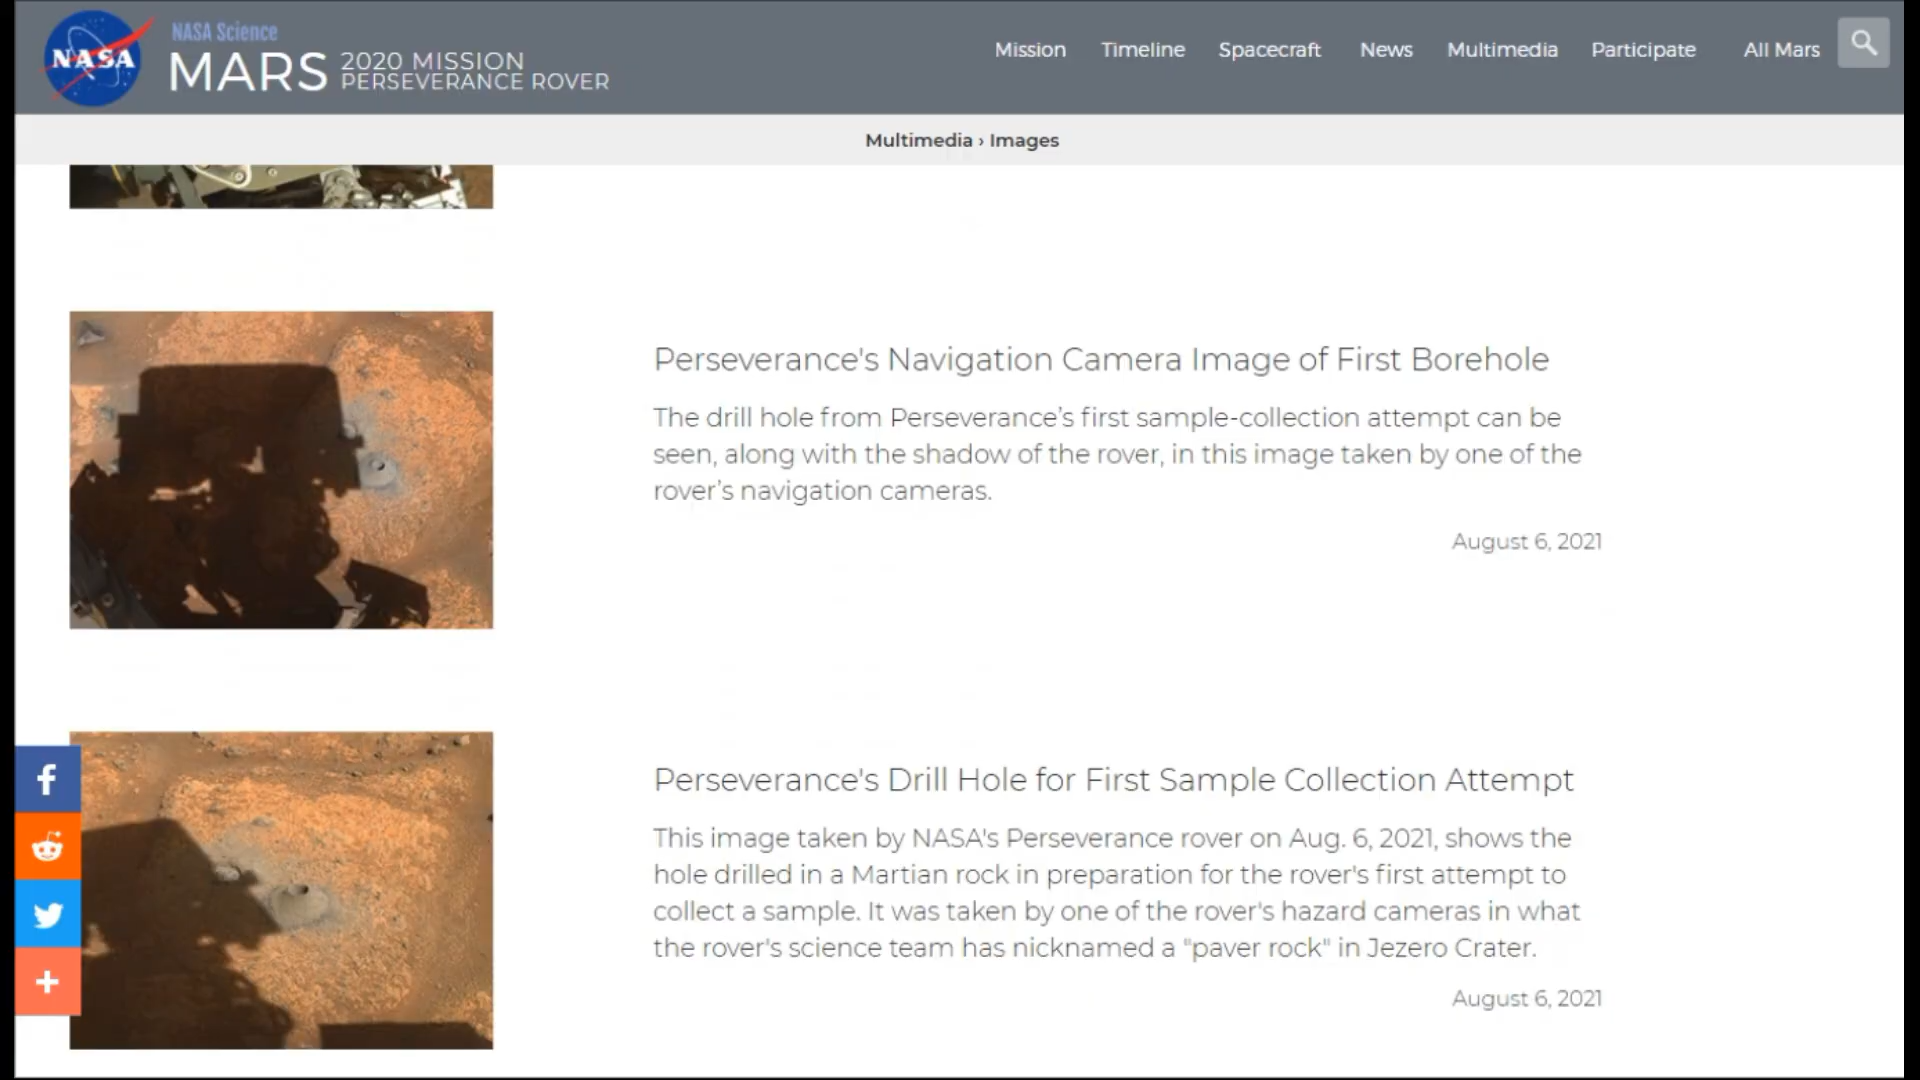 NASA
NASA Science
MARS
2020 MISSION
PERSEVERANCE ROVER
Mission
Timeline
Spacecraft
News
Multimedia
Participate
All Mars
Multimedia › Images
Perseverance's Navigation Camera Image of First Borehole
The drill hole from Perseverance’s first sample-collection attempt can be
seen, along with the shadow of the rover, in this image taken by one of the
rover’s navigation cameras.
August 6, 2021
Perseverance's Drill Hole for First Sample Collection Attempt
This image taken by NASA's Perseverance rover on Aug. 6, 2021, shows the
hole drilled in a Martian rock in preparation for the rover's first attempt to
collect a sample. It was taken by one of the rover's hazard cameras in what
the rover's science team has nicknamed a "paver rock" in Jezero Crater.
August 6, 2021